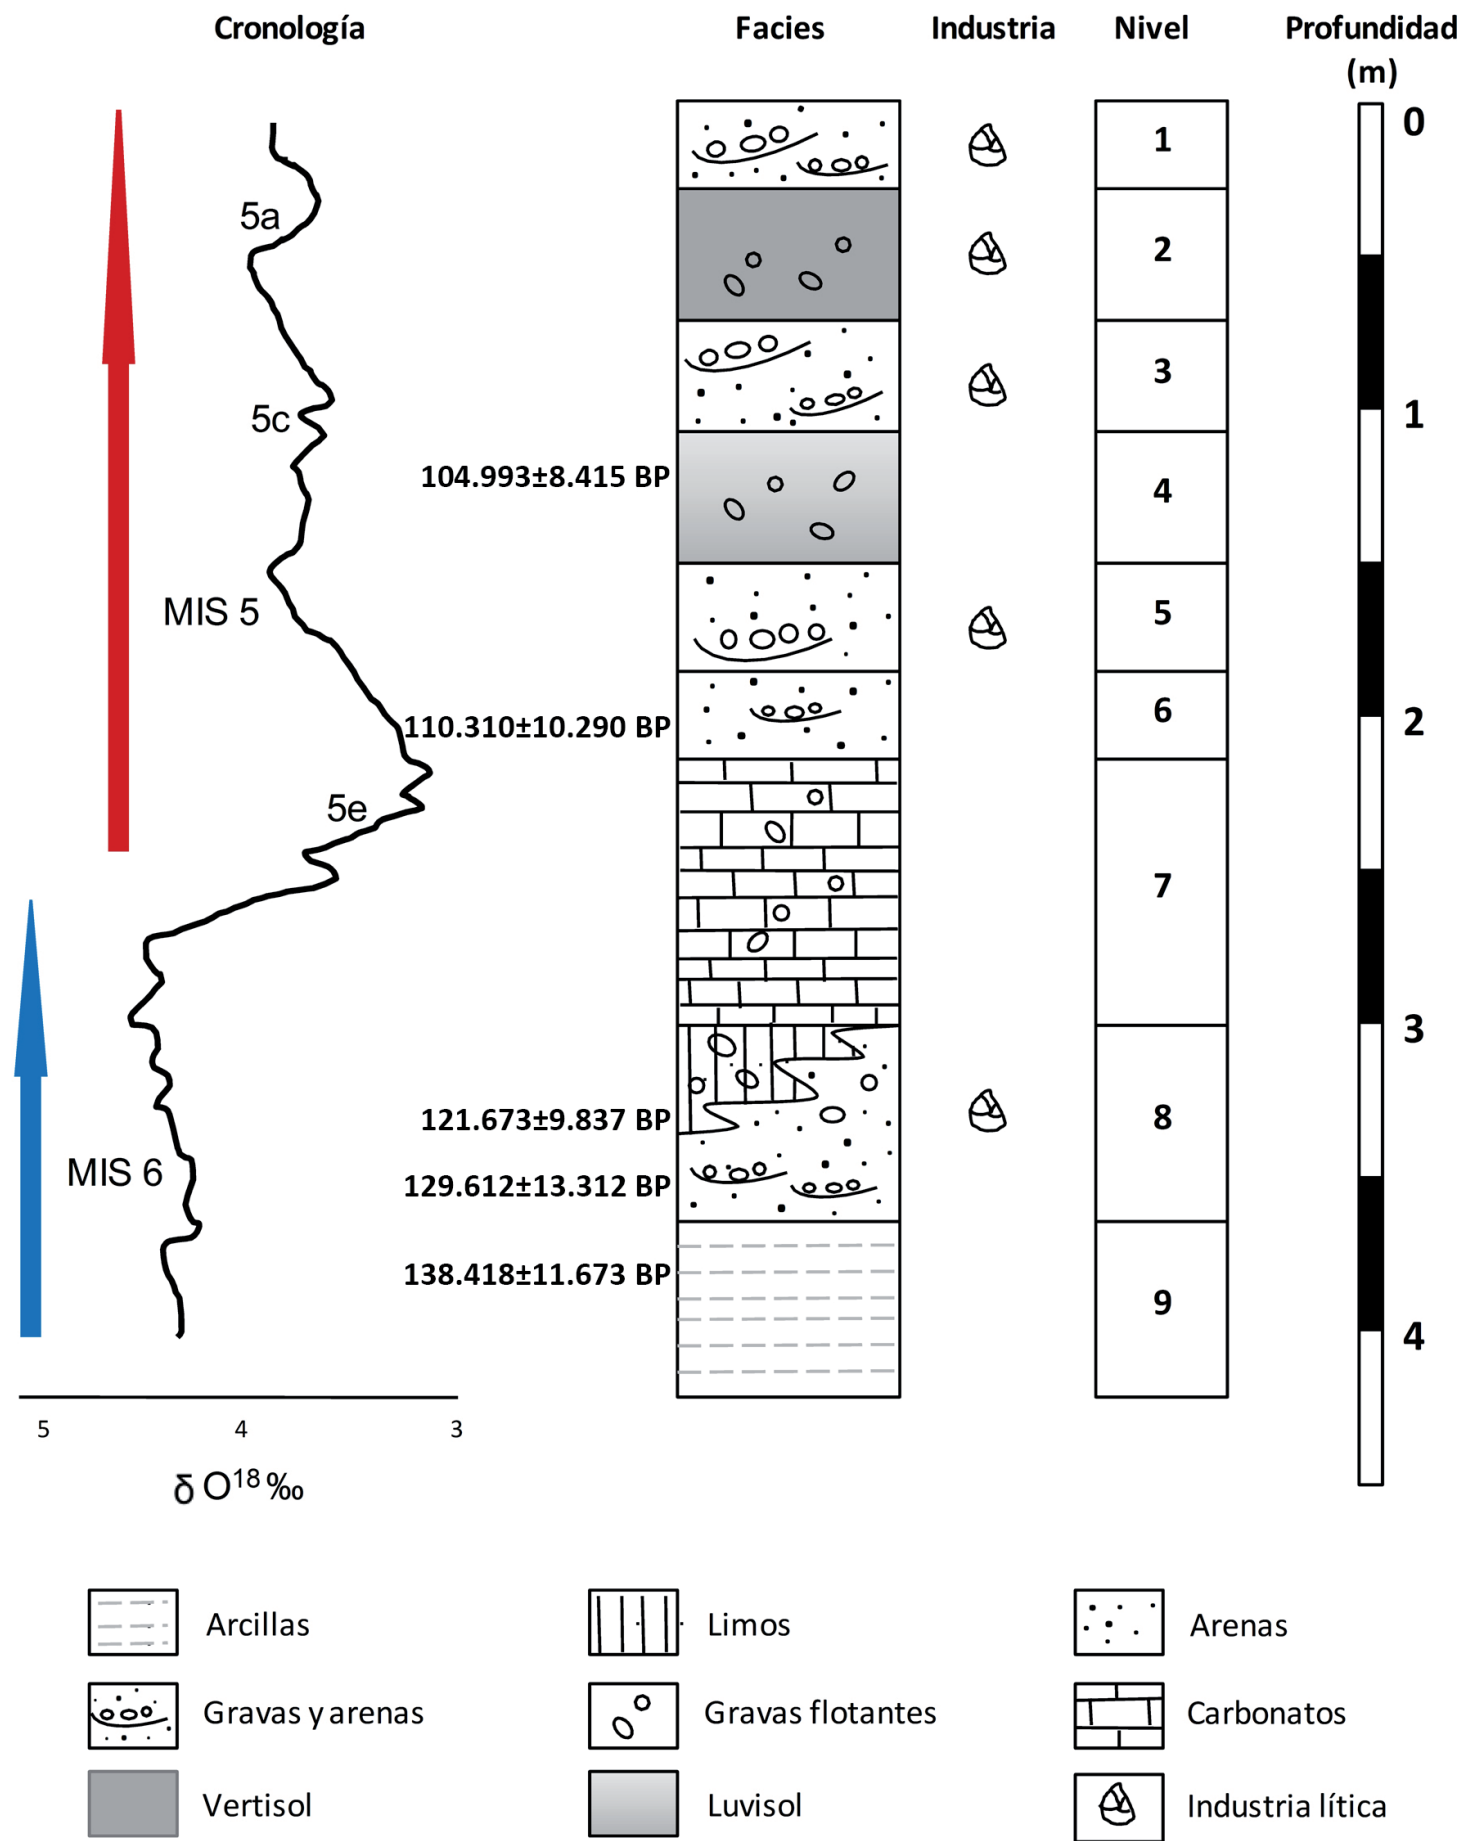 Cronología Facies Industria Nivel Profundidad
(m)
0
1
5a
2
3
5c
1
104.993±8.415 BP
4
MIS 5
5
110.310±10.290 BP
6
2
5e
7
3
121.673±9.837 BP
8
MIS 6
129.612±13.312 BP
138.418±11.673 BP
9
4
5 4 3
δ O¹⁸ ‰
Arcillas Limos Arenas
Gravas y arenas Gravas flotantes Carbonatos
Vertisol Luvisol Industria lítica